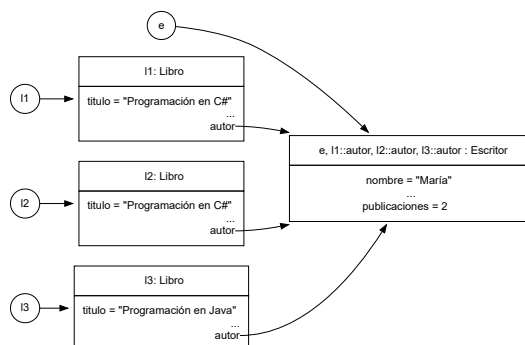 e
l1
l1: Libro
titulo = "Programación en C#"
...
autor
e, l1::autor, l2::autor, l3::autor : Escritor
nombre = "María"
...
publicaciones = 2
l2
l2: Libro
titulo = "Programación en C#"
...
autor
l3
l3: Libro
titulo = "Programación en Java"
...
autor